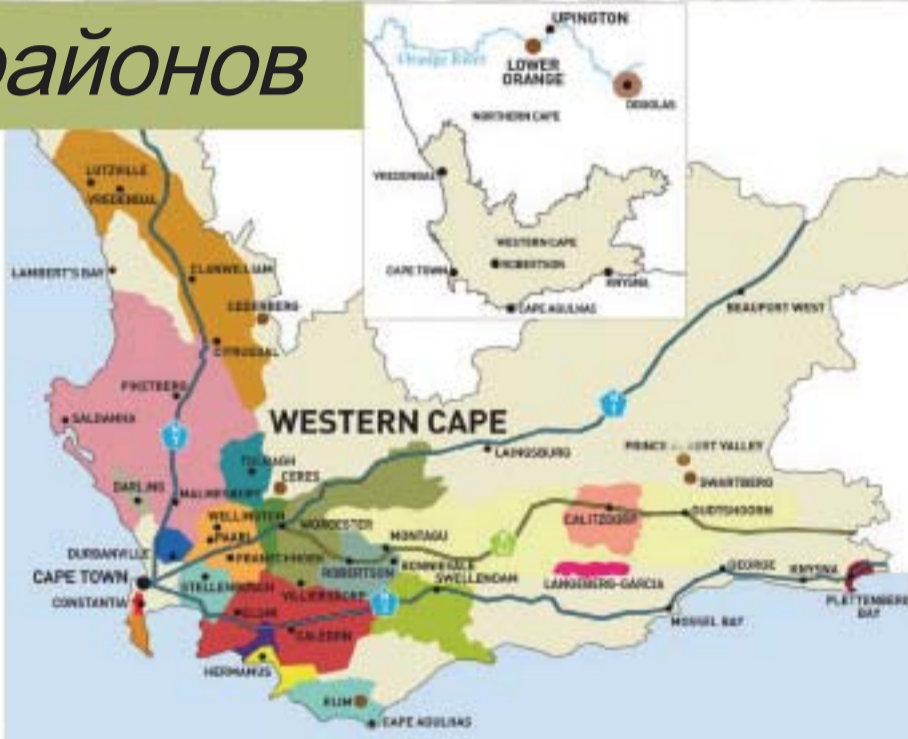 районов
UPINGTON
Orange River
LOWER
ORANGE
DOUGLAS
NORTHERN CAPE
VREDENDAL
WESTERN CAPE
ROBERTSON
CAPE TOWN
KNYSNA
CAPE AGULHAS
LUTZVILLE
VREDENDAL
LAMBERT'S BAY
CLANWILLIAM
CEDERBERG
CITRUSDAL
BEAUFORT WEST
PIKETBERG
SALDANHA
WESTERN CAPE
TULBAGH
CERES
LAINGSBURG
VALLEY
SWARTBERG
DARLING
MALMESBURY
WELLINGTON
WORCESTER
CALITZDORP
OUDTSHOORN
PAARL
MONTAGU
DURBANVILLE
FRANSCHHOEK
ROBERTSON
BONNIEVALE
SWELLENDAM
CAPE TOWN
STELLENBOSCH
VILLIERSDORP
LANGEBERG-GARCIA
GEORGE
KNYSNA
CONSTANTIA
PLETTENBERG
BAY
MOSSEL BAY
CALEDON
HERMANUS
ELIM
CAPE AGULHAS